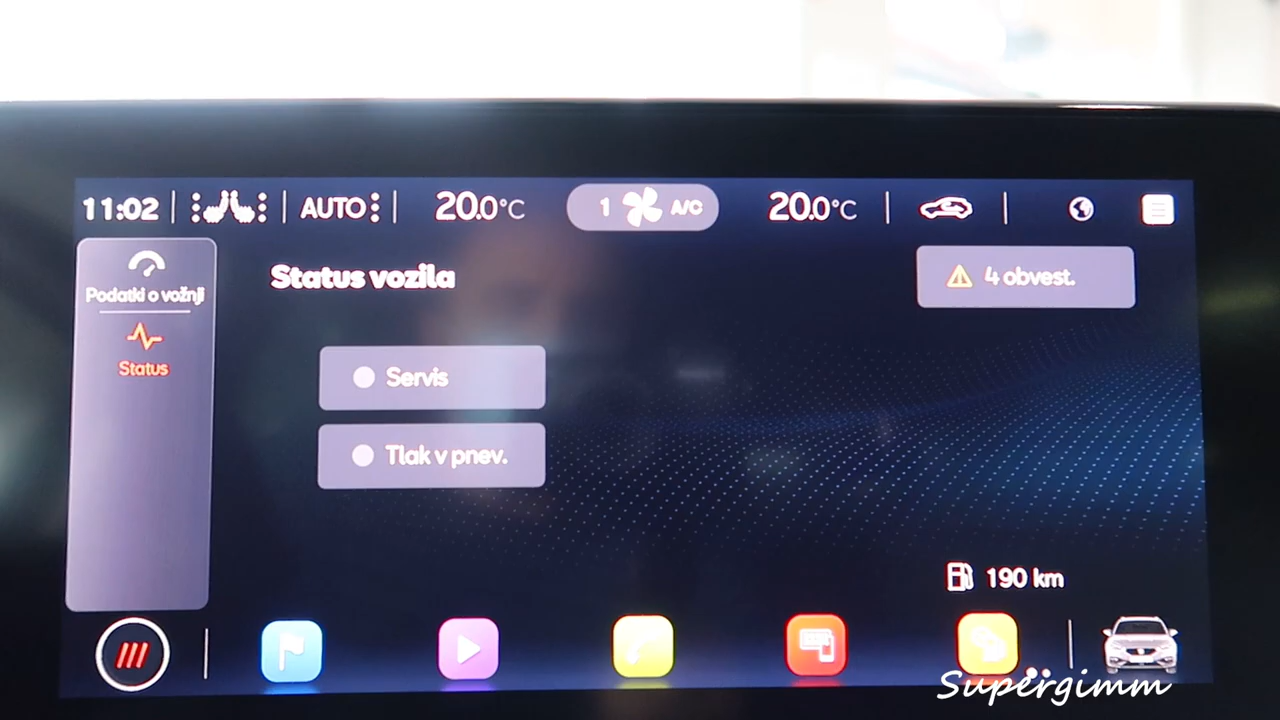 11:02 AUTO 20.0°C 1 A/C 20.0°C
Podatki o vožnji
Status
Status vozila
4 obvest.
Servis
Tlak v pnev.
190 km
Supergimm